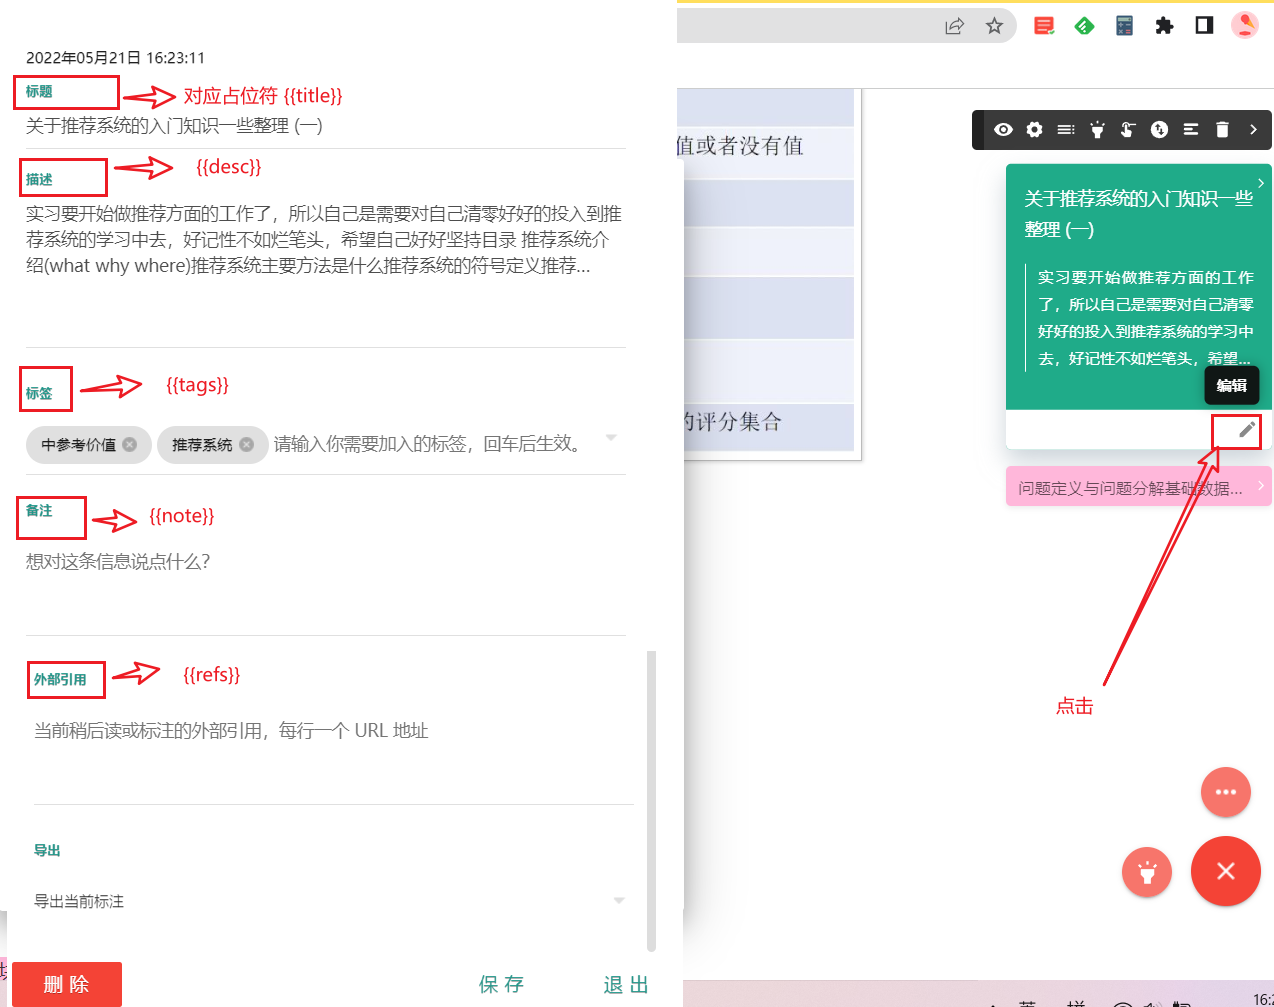 2022年05月21日 16:23:11
标题
对应占位符 {{title}}
关于推荐系统的入门知识一些整理 (一)
描述
{{desc}}
实习要开始做推荐方面的工作了，所以自己是需要对自己清零好好的投入到推
荐系统的学习中去，好记性不如烂笔头，希望自己好好坚持目录 推荐系统介
绍(what why where)推荐系统主要方法是什么推荐系统的符号定义推荐...
标签
{{tags}}
中参考价值
推荐系统
请输入你需要加入的标签，回车后生效。
备注
{{note}}
想对这条信息说点什么？
外部引用
{{refs}}
当前稍后读或标注的外部引用，每行一个 URL 地址
导出
导出当前标注
删 除
保 存
退 出
值或者没有值
的评分集合
关于推荐系统的入门知识一些
整理 (一)
实习要开始做推荐方面的工作
了，所以自己是需要对自己清零
好好的投入到推荐系统的学习中
去，好记性不如烂笔头，希望...
编辑
问题定义与问题分解基础数据...
点击
16:2